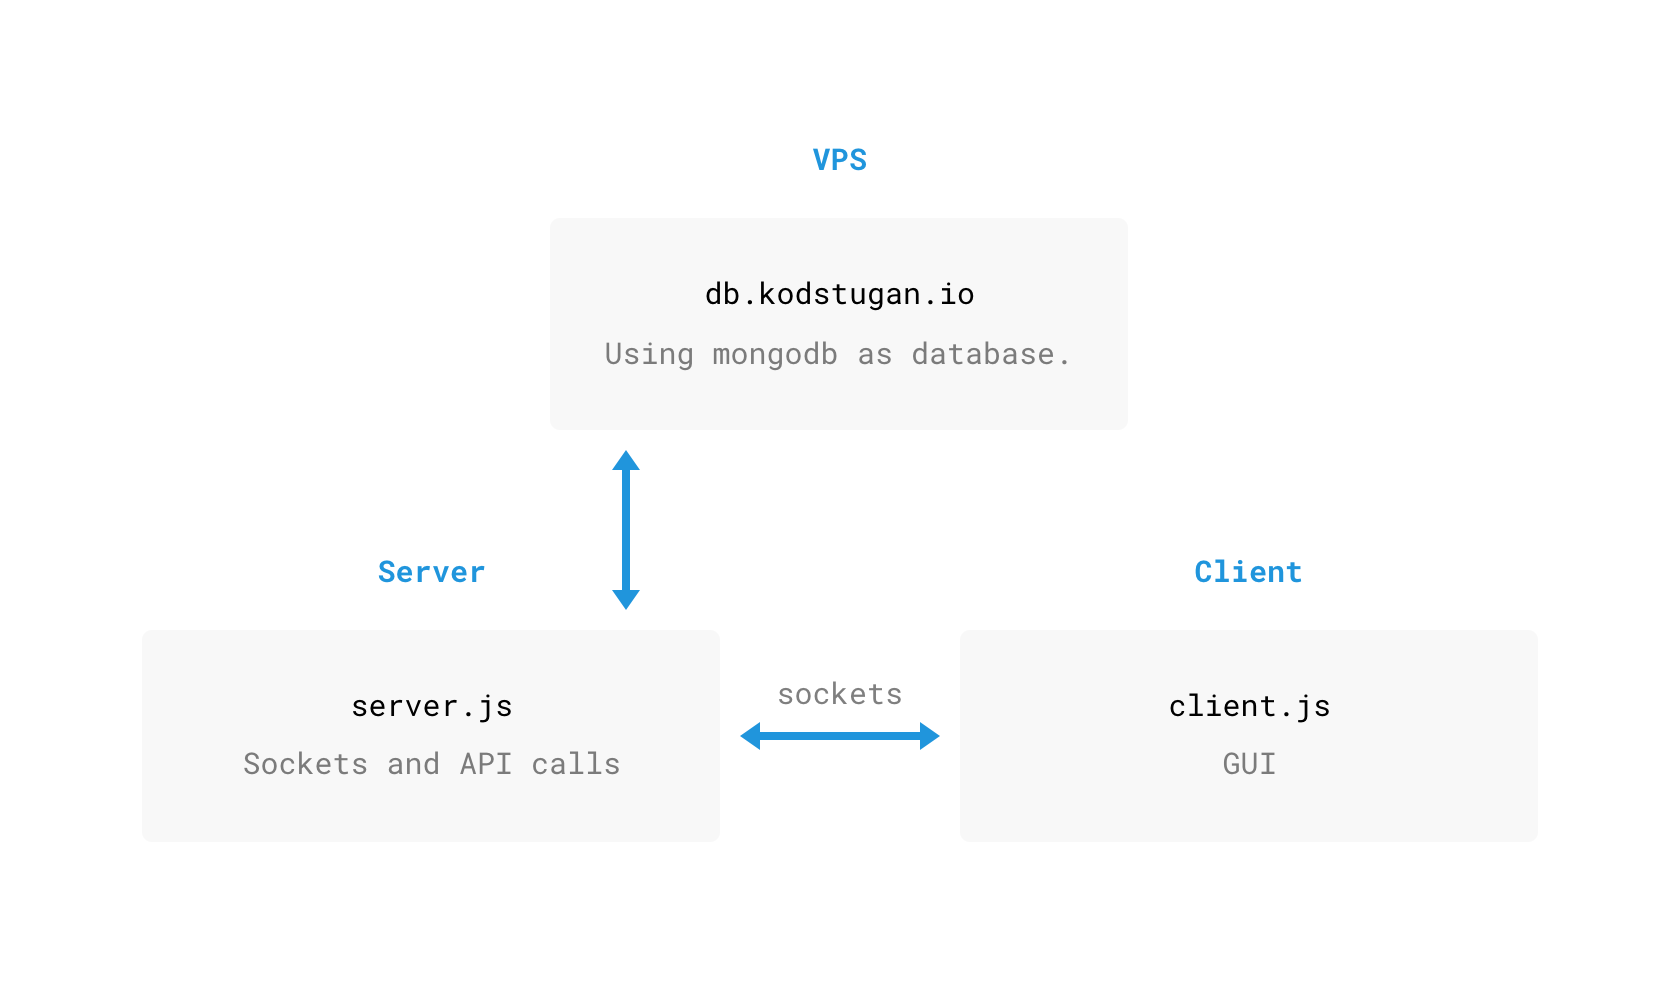 VPS
db.kodstugan.io
Using mongodb as database.
Server
Client
server.js
Sockets and API calls
sockets
client.js
GUI